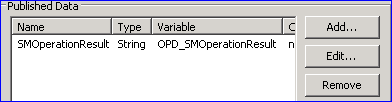 Published Data
Name Type Variable C
SMOperationResult String OPD_SMOperationResult n
Add...
Edit...
Remove